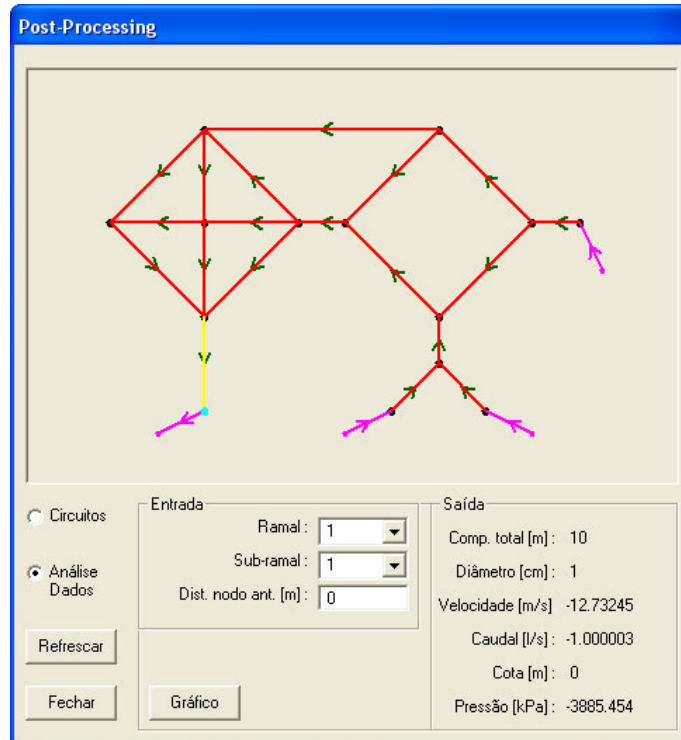 Post-Processing
Circuitos
Análise
Dados
Refrescar
Fechar
Entrada
Ramal : 1
Sub-ramal : 1
Dist. nodo ant. [m] : 0
Gráfico
Saída
Comp. total [m] : 10
Diâmetro [cm] : 1
Velocidade [m/s] -12.73245
Caudal [l/s] : -1.000003
Cota [m] : 0
Pressão [kPa] : -3885.454